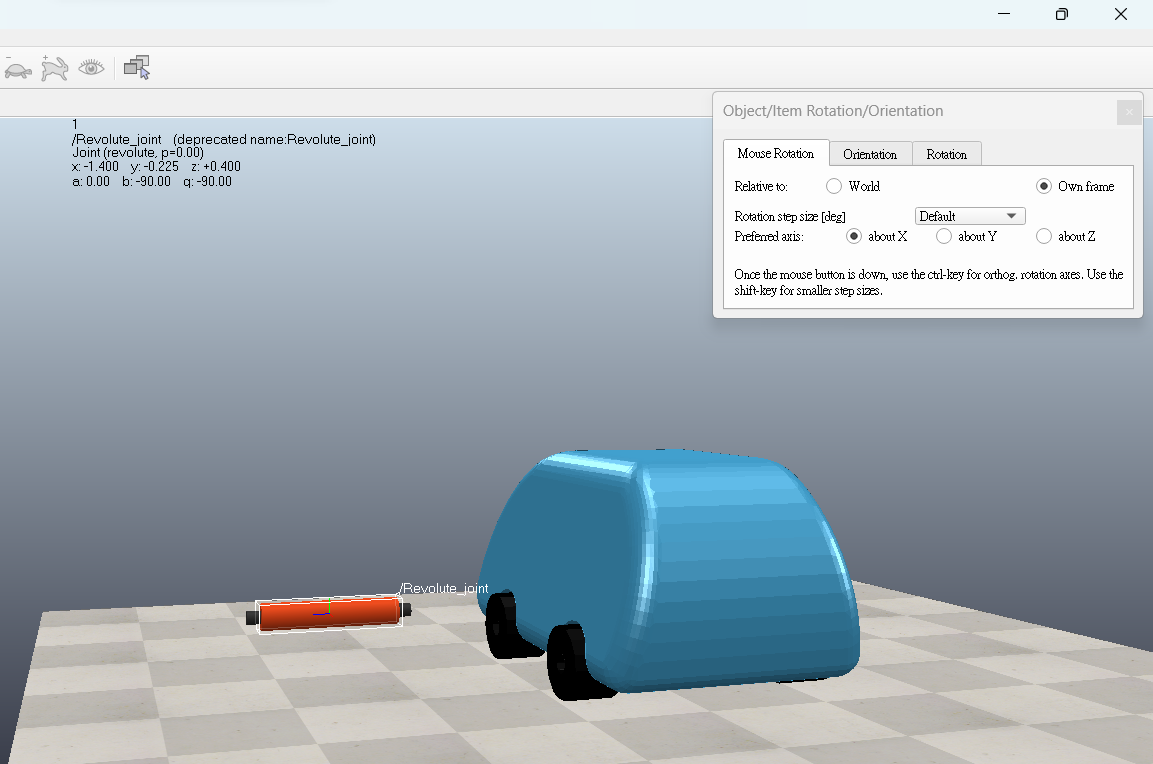 1
/Revolute_joint (deprecated name:Revolute_joint)
Joint (revolute, p=0.00)
x: -1.400 y: -0.225 z: +0.400
a: 0.00 b: -90.00 g: -90.00
Object/Item Rotation/Orientation
Mouse Rotation Orientation Rotation
Relative to: World Own frame
Rotation step size [deg] Default
Preferred axis: about X about Y about Z
Once the mouse button is down, use the ctrl-key for orthog. rotation axes. Use the
shift-key for smaller step sizes.
/Revolute_joint